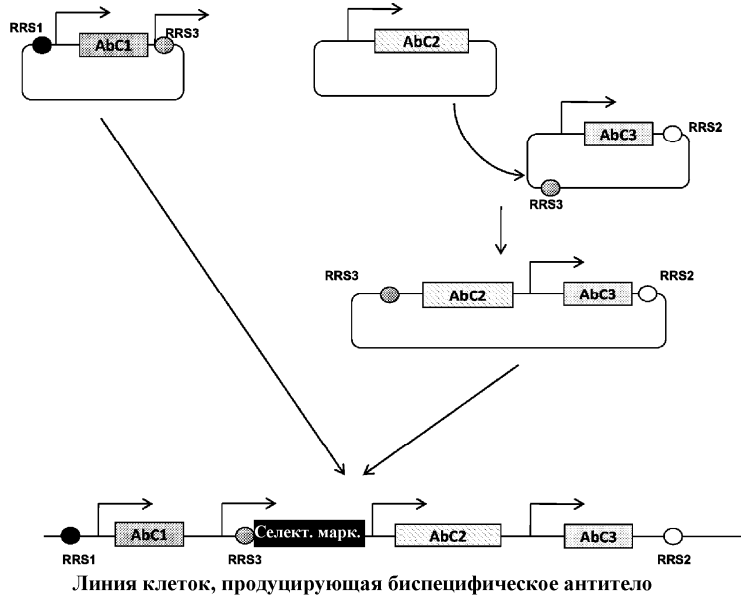 RRS1
AbC1
RRS3
AbC2
AbC3
RRS2
RRS3
RRS3
AbC2
AbC3
RRS2
RRS1
AbC1
RRS3
Селект. марк.
AbC2
AbC3
RRS2
Линия клеток, продуцирующая биспецифическое антитело